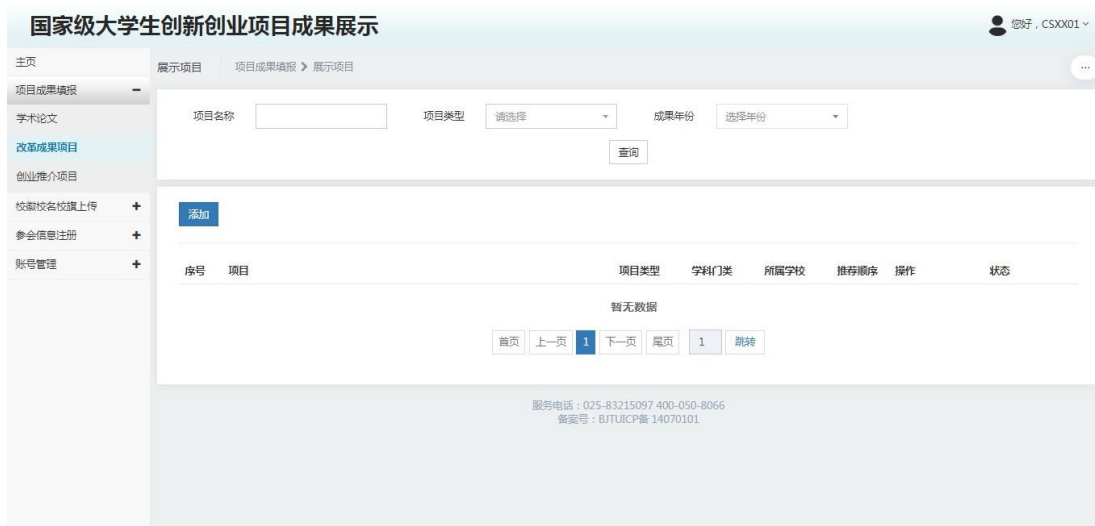 国家级大学生创新创业项目成果展示
您好，CSXX01
主页
项目成果填报
学术论文
改革成果项目
创业推介项目
校徽校名校旗上传
参会信息注册
账号管理
展示项目 项目成果填报 > 展示项目
...
项目名称 项目类型 请选择 成果年份 选择年份
查询
添加
序号 项目 项目类型 学科门类 所属学校 推荐顺序 操作 状态
暂无数据
首页 上一页 1 下一页 尾页 1 跳转
服务电话：025-83215097 400-050-8066
备案号：BJTUICP备 14070101